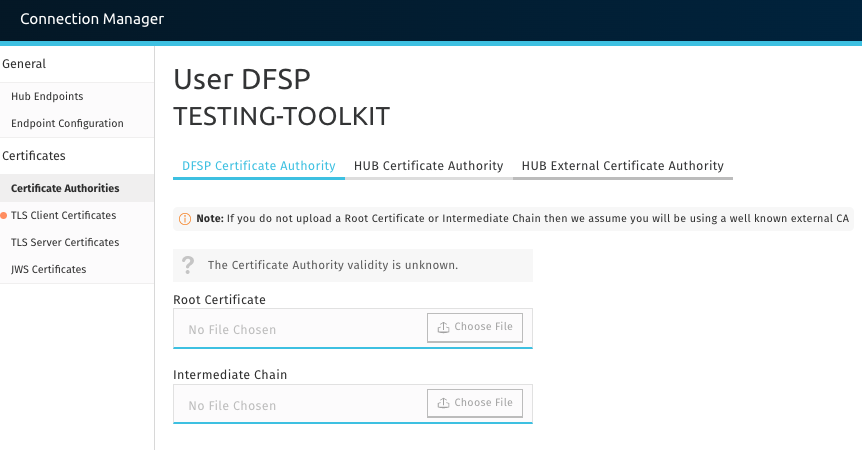 Connection Manager
General
Hub Endpoints
Endpoint Configuration
Certificates
Certificate Authorities
TLS Client Certificates
TLS Server Certificates
JWS Certificates
User DFSP
TESTING-TOOLKIT
DFSP Certificate Authority HUB Certificate Authority HUB External Certificate Authority
Note: If you do not upload a Root Certificate or Intermediate Chain then we assume you will be using a well known external CA
? The Certificate Authority validity is unknown.
Root Certificate
No File Chosen Choose File
Intermediate Chain
No File Chosen Choose File